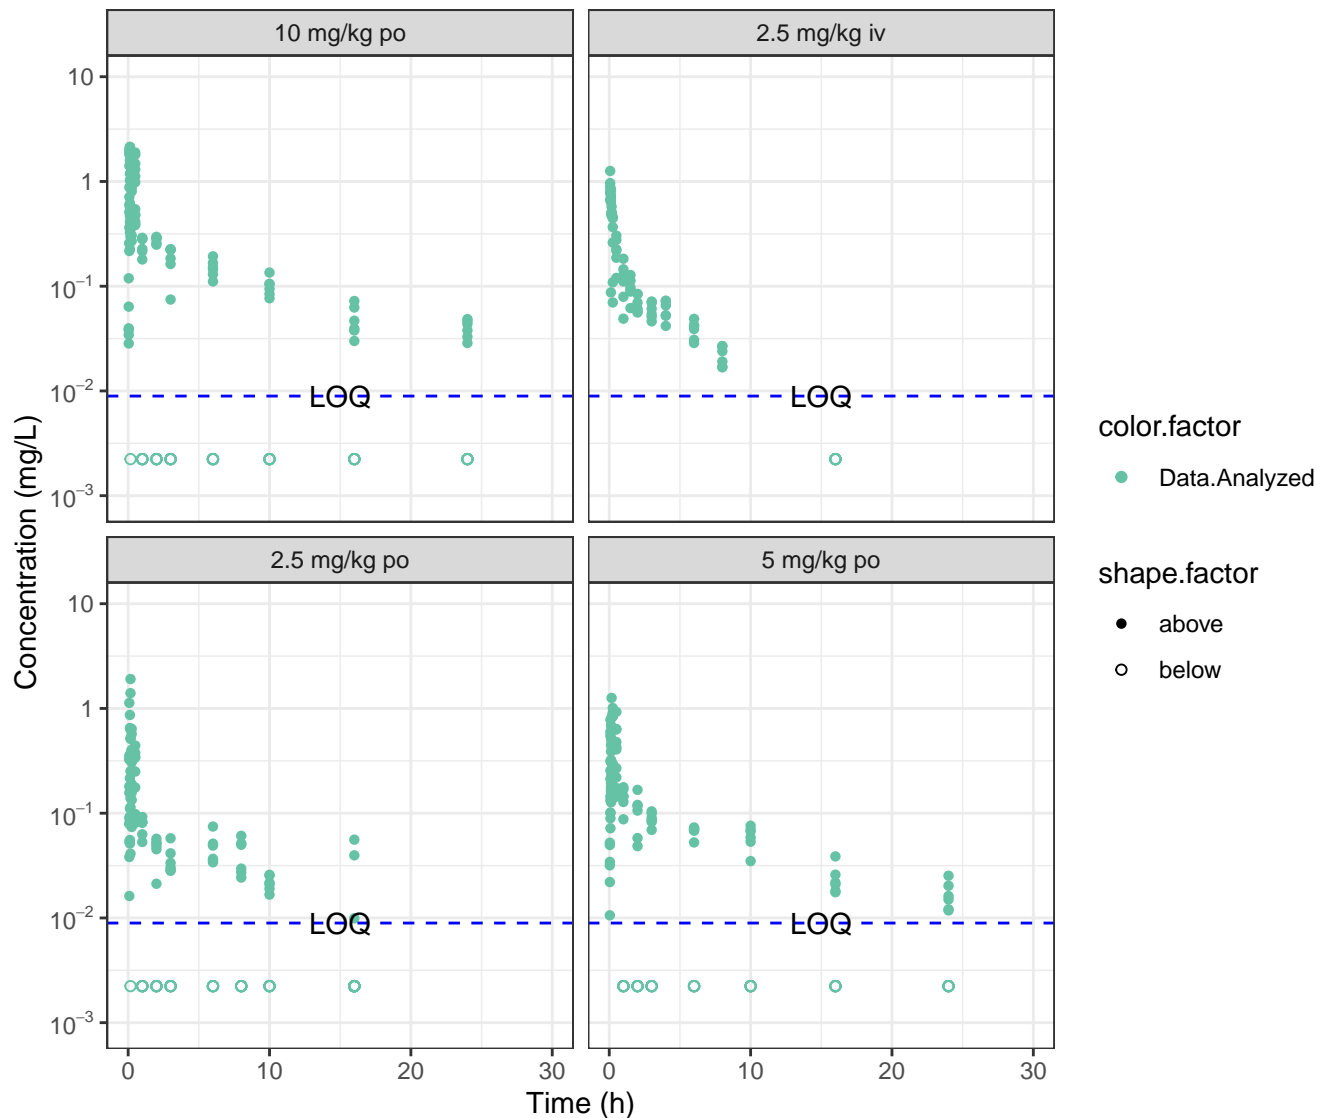 10 mg/kg po
2.5 mg/kg iv
10
1
10⁻¹
10⁻²
10⁻³
LOQ
LOQ
Concentration (mg/L)
2.5 mg/kg po
5 mg/kg po
10
1
10⁻¹
10⁻²
10⁻³
LOQ
LOQ
0 10 20 30
0 10 20 30
Time (h)
color.factor
Data.Analyzed
shape.factor
above
below